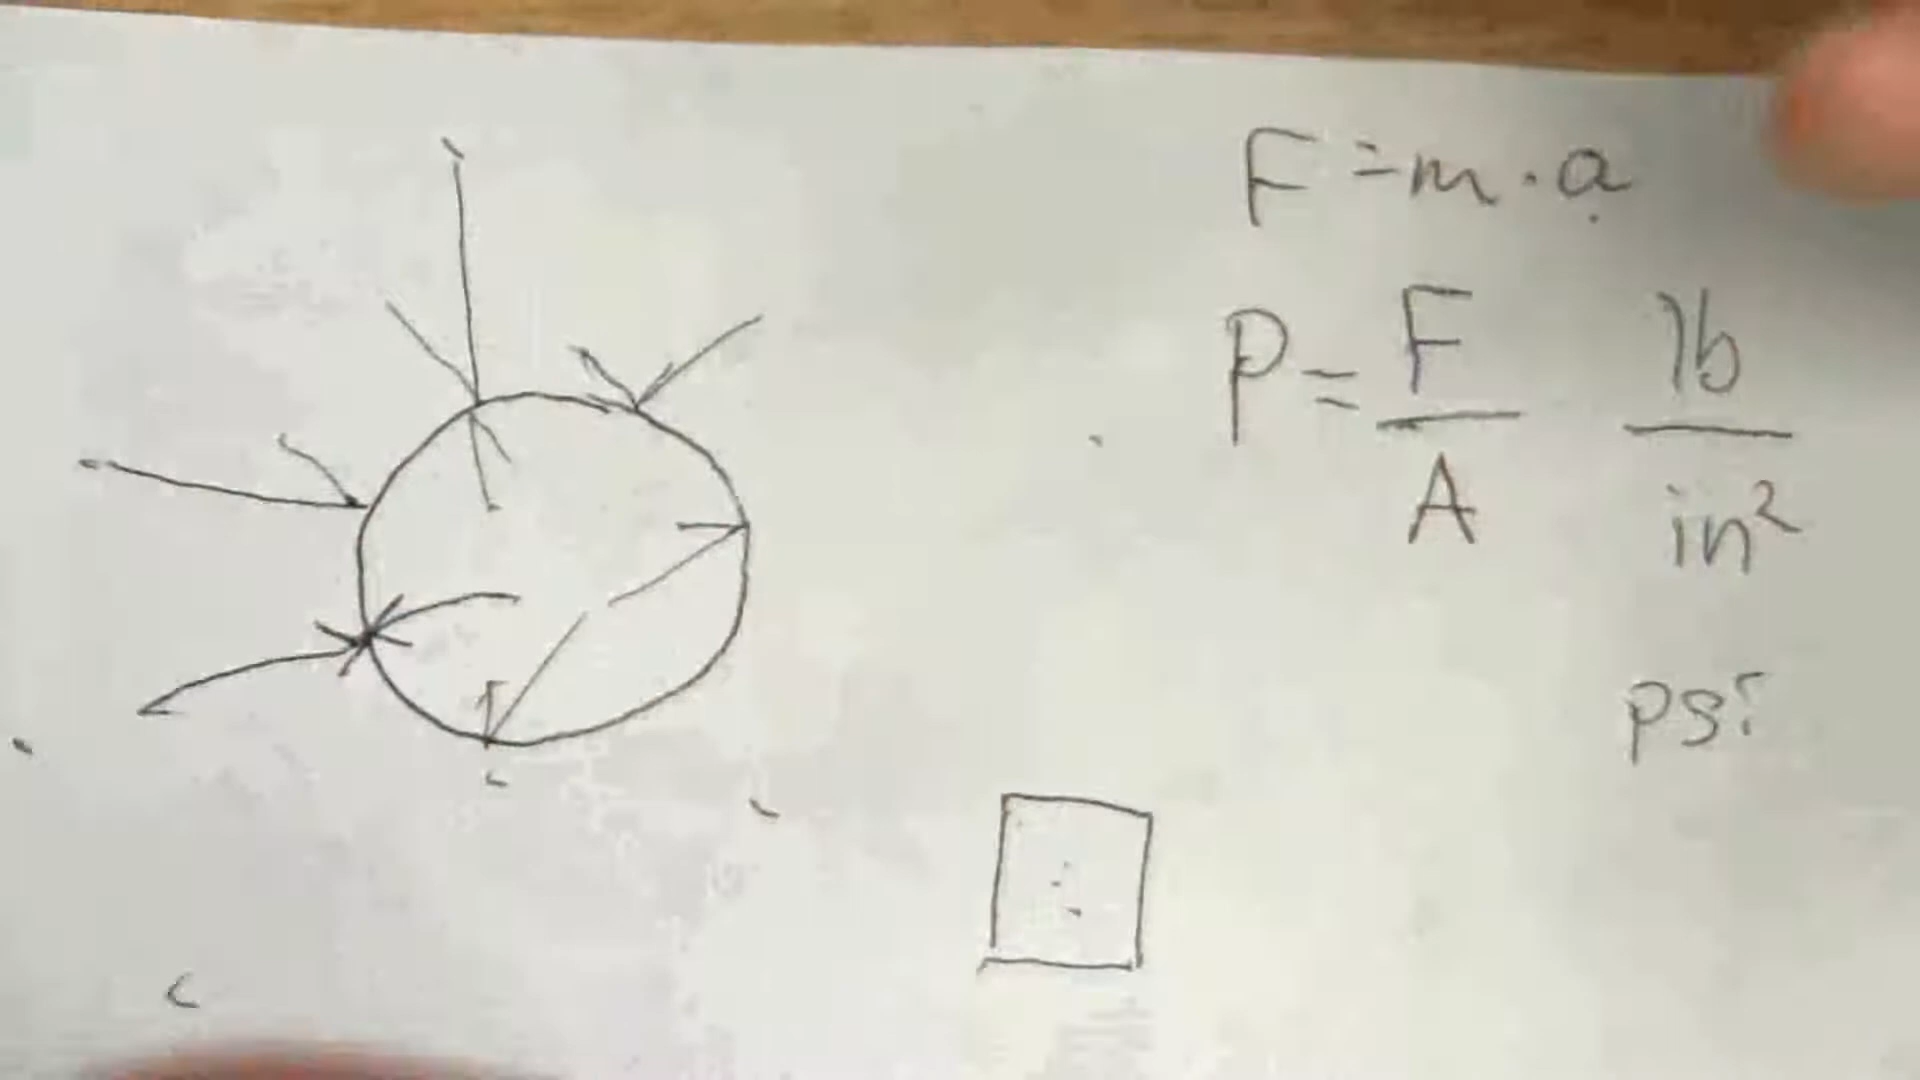 F = m · a
P = F/A lb/in²
psi